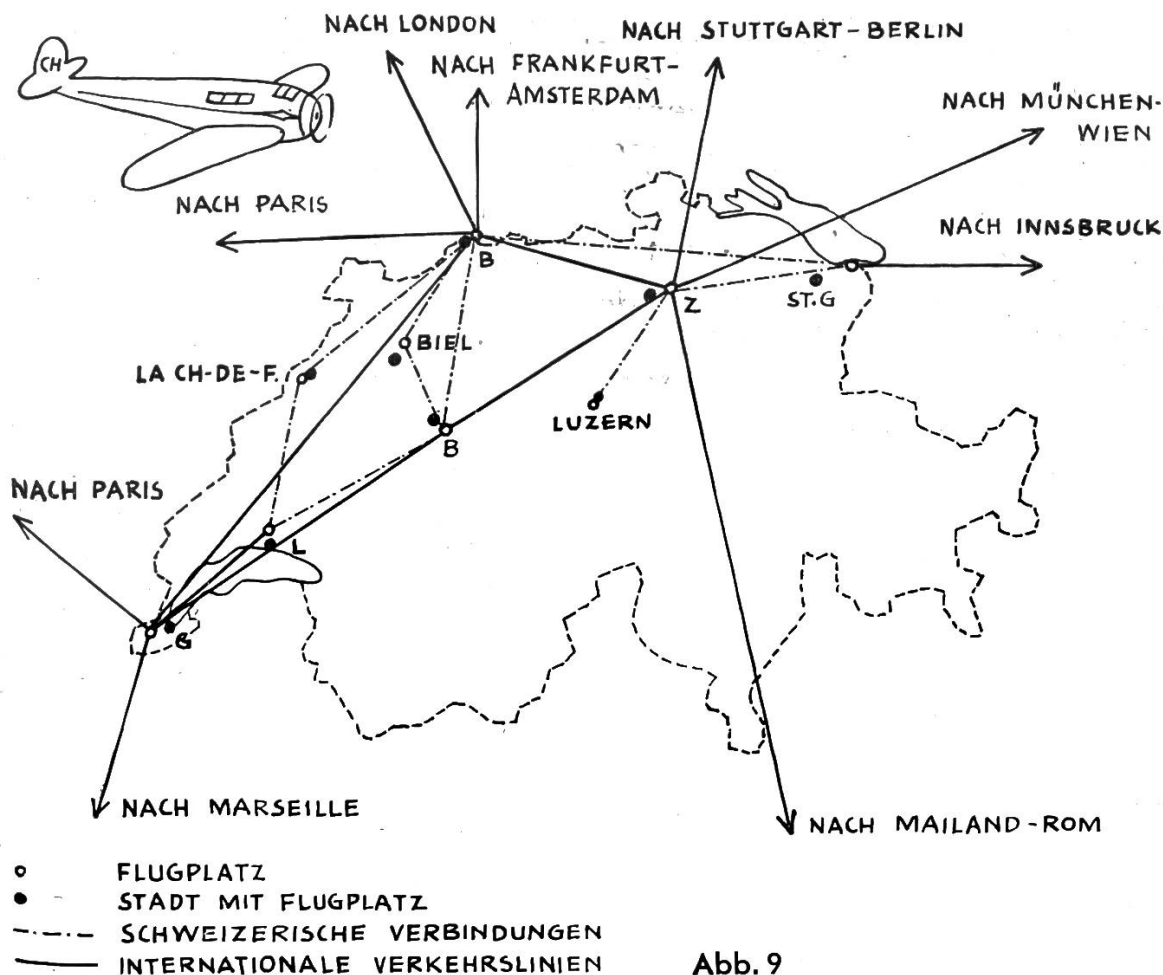 NACH LONDON
NACH STUTTGART-BERLIN
CH
NACH FRANKFURT-
AMSTERDAM
NACH MÜNCHEN-
WIEN
NACH PARIS
NACH INNSBRUCK
B
Z
ST.G
BIEL
LA CH-DE-F.
LUZERN
B
NACH PARIS
L
G
NACH MARSEILLE
NACH MAILAND-ROM
FLUGPLATZ
STADT MIT FLUGPLATZ
SCHWEIZERISCHE VERBINDUNGEN
INTERNATIONALE VERKEHRSLINIEN
Abb. 9